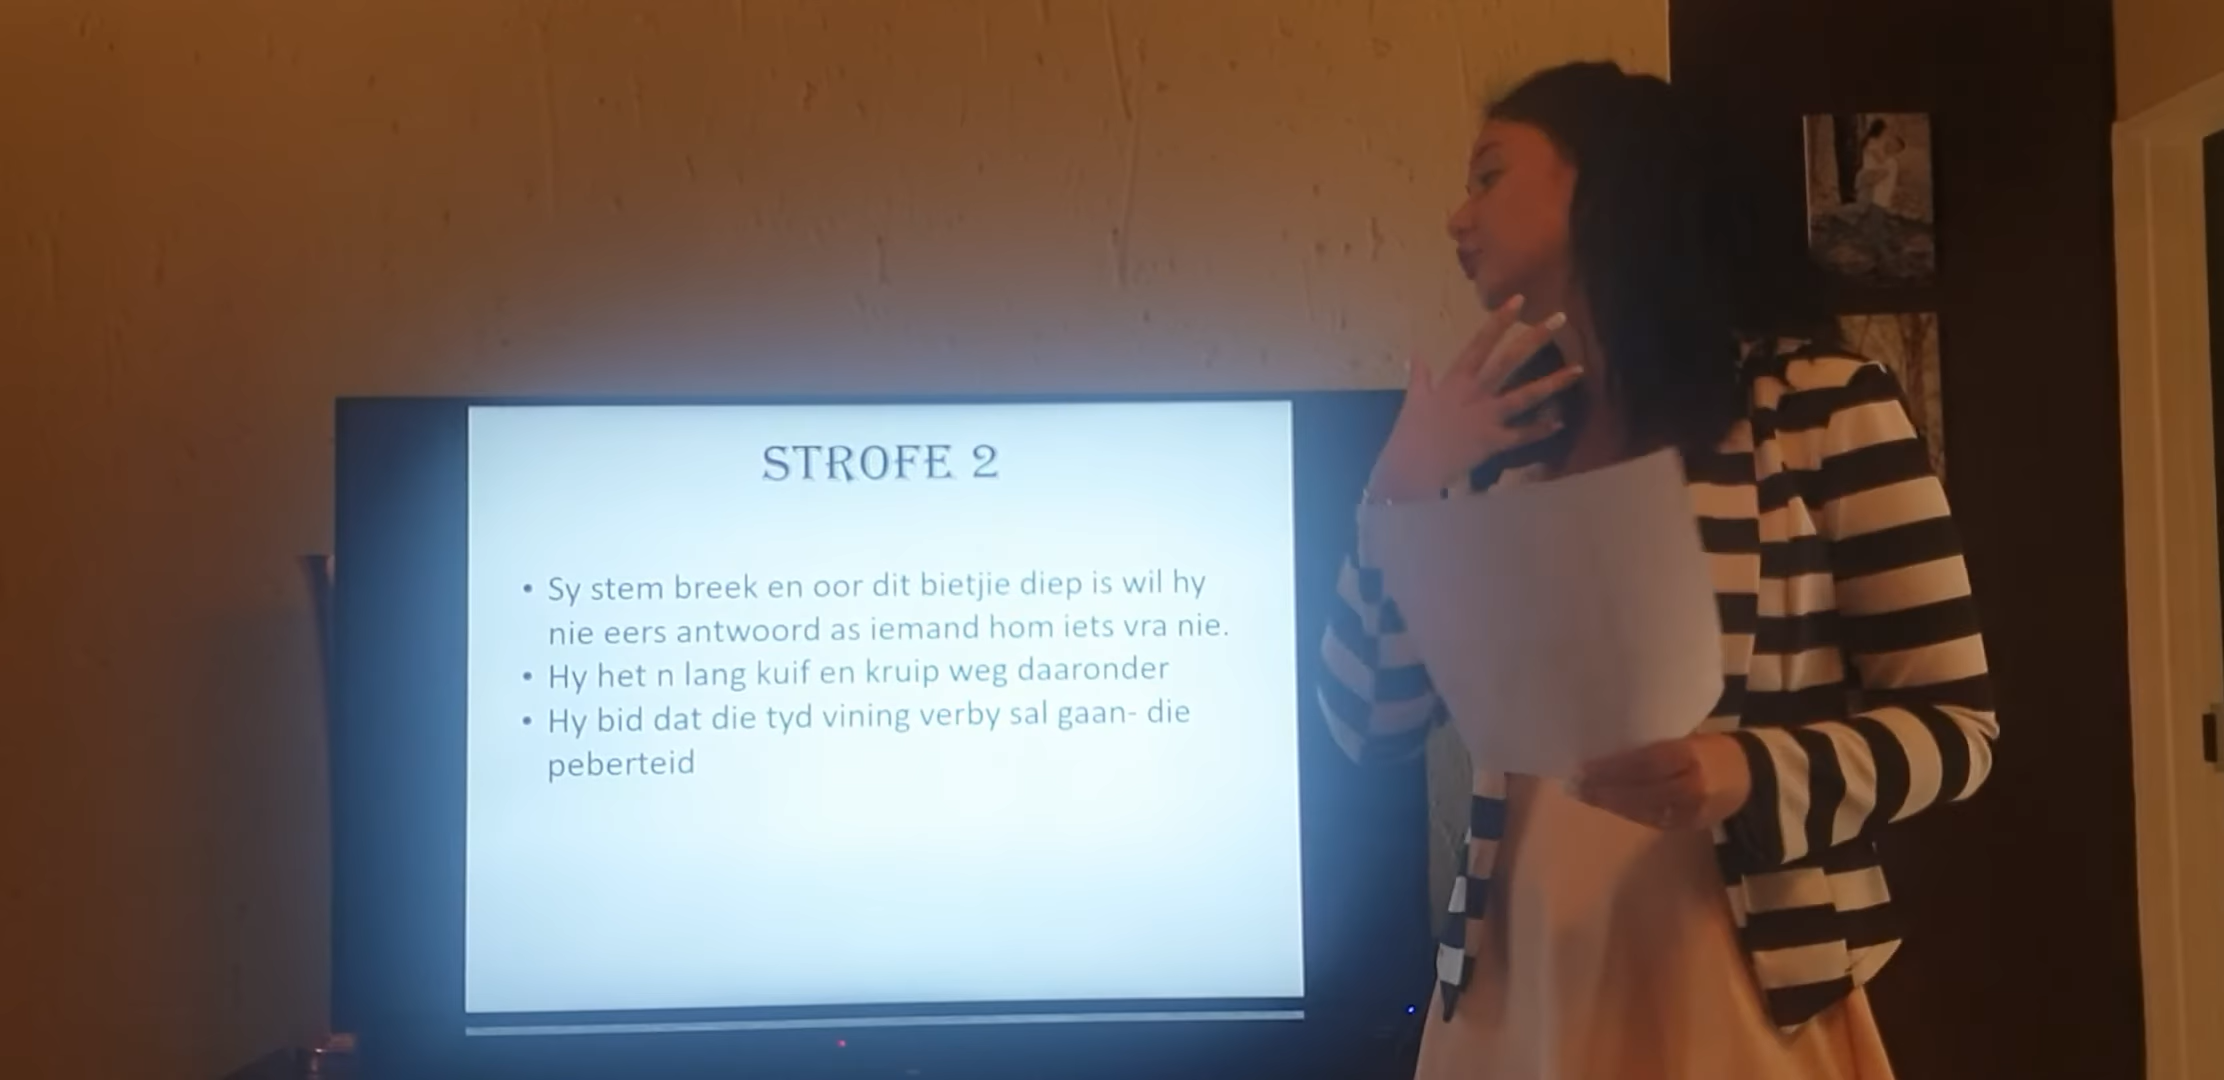 STROFE 2
• Sy stem breek en oor dit bietjie diep is wil hy
nie eers antwoord as iemand hom iets vra nie.
• Hy het n lang kuif en kruip weg daaronder
• Hy bid dat die tyd vining verby sal gaan- die
peberteid